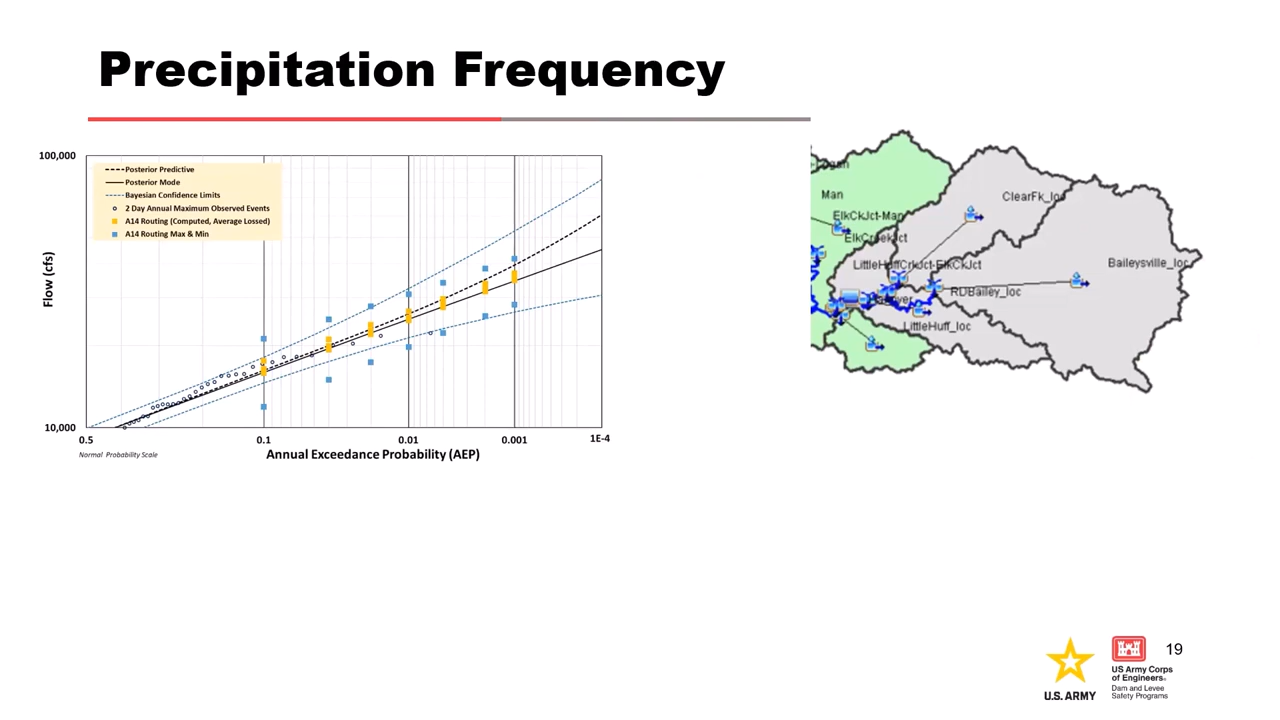 Precipitation Frequency
100,000
Posterior Predictive
Posterior Mode
Bayesian Confidence Limits
2 Day Annual Maximum Observed Events
A14 Routing (Computed, Average Lossed)
A14 Routing Max & Min
Flow (cfs)
10,000
0.5
0.1
0.01
0.001
1E-4
Normal Probability Scale
Annual Exceedance Probability (AEP)
Man
ClearFk_loc
ElkCkJct-Man
ElkCreekJct
LittleHuffCrkJct-ElkCkJct
Baileysville_loc
RDBailey_loc
LittleHuff_loc
19
U.S. ARMY
US Army Corps
of Engineers®
Dam and Levee
Safety Programs